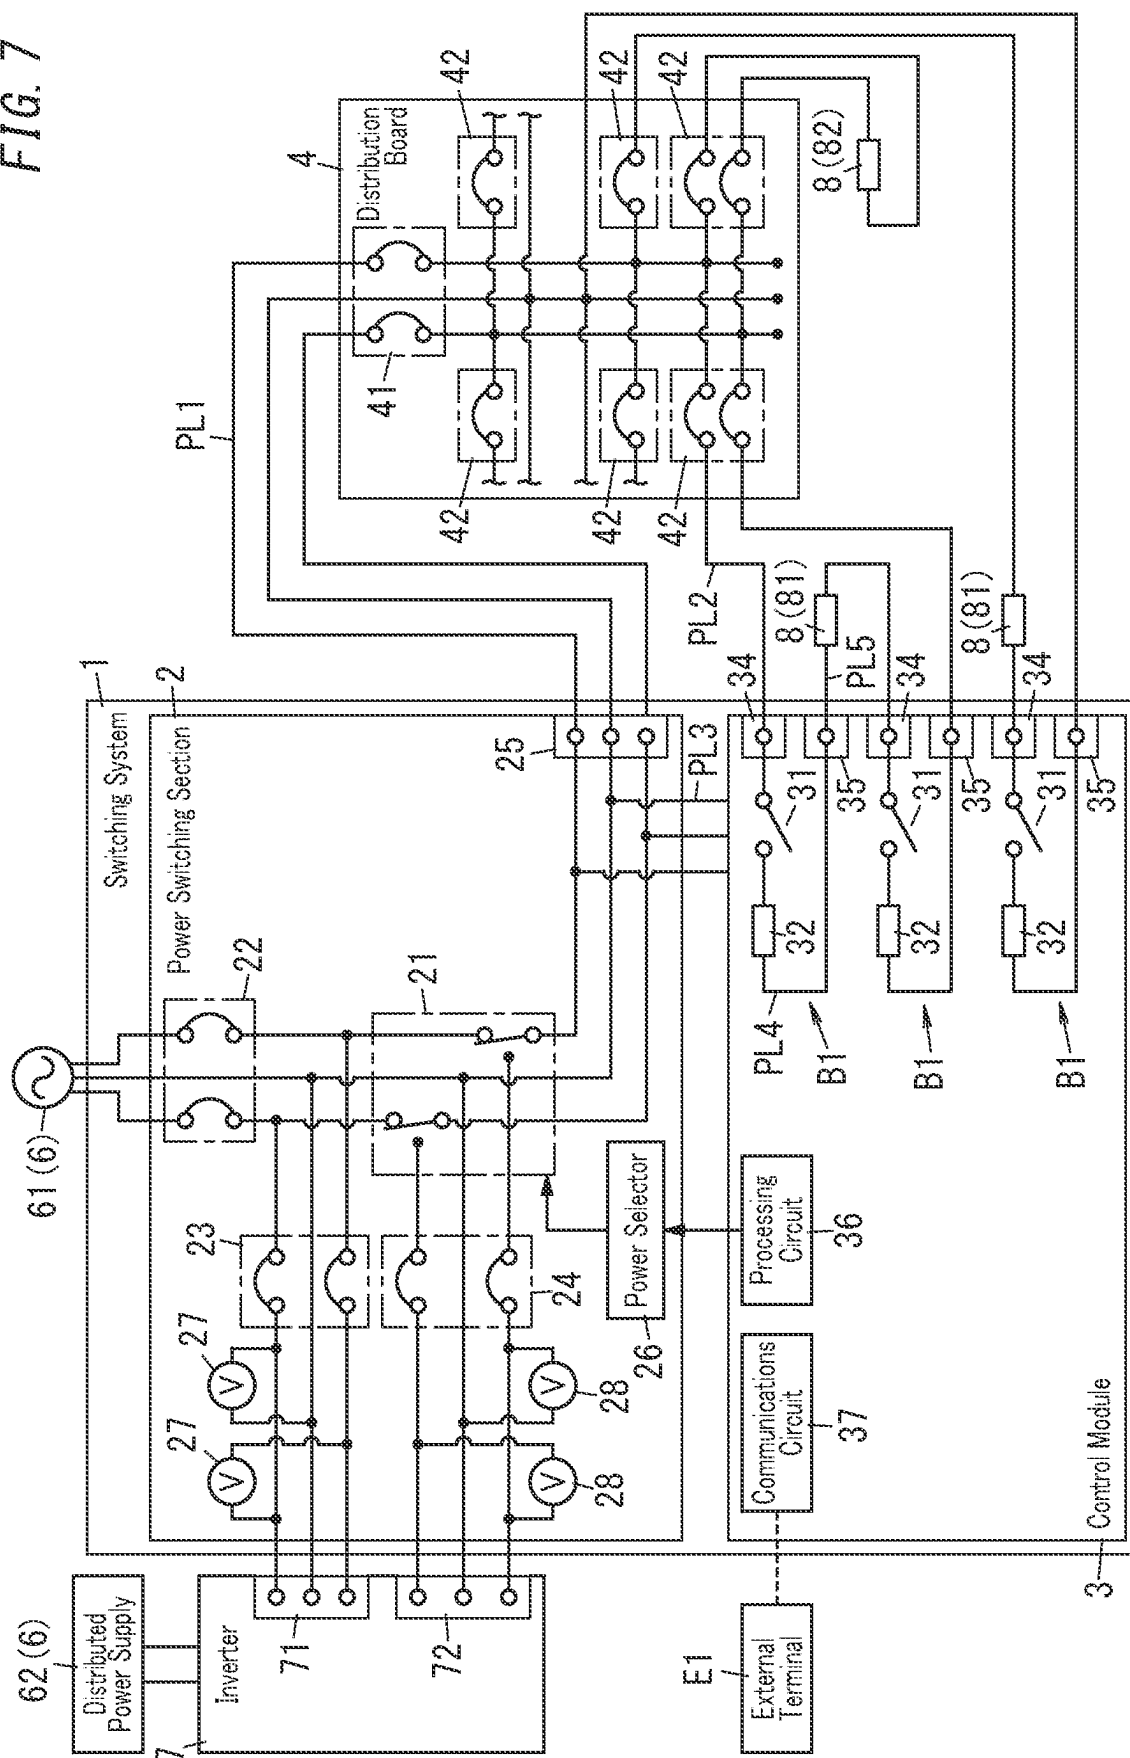 FIG. 7
62(6)
Distributed
Power Supply
7
Inverter
71
72
E1
External
Terminal
61(6)
1
Switching System
2
Power Switching Section
22
21
23
24
27
27
28
28
Power Selector
26
25
PL3
PL1
4
Distribution
Board
41
42
42
42
42
42
42
8(82)
PL2
8(81)
PL5
8(81)
34
34
34
35
35
35
31
31
31
32
32
32
PL4
B1
B1
B1
Processing
Circuit
36
Communications
Circuit
37
Control Module
3